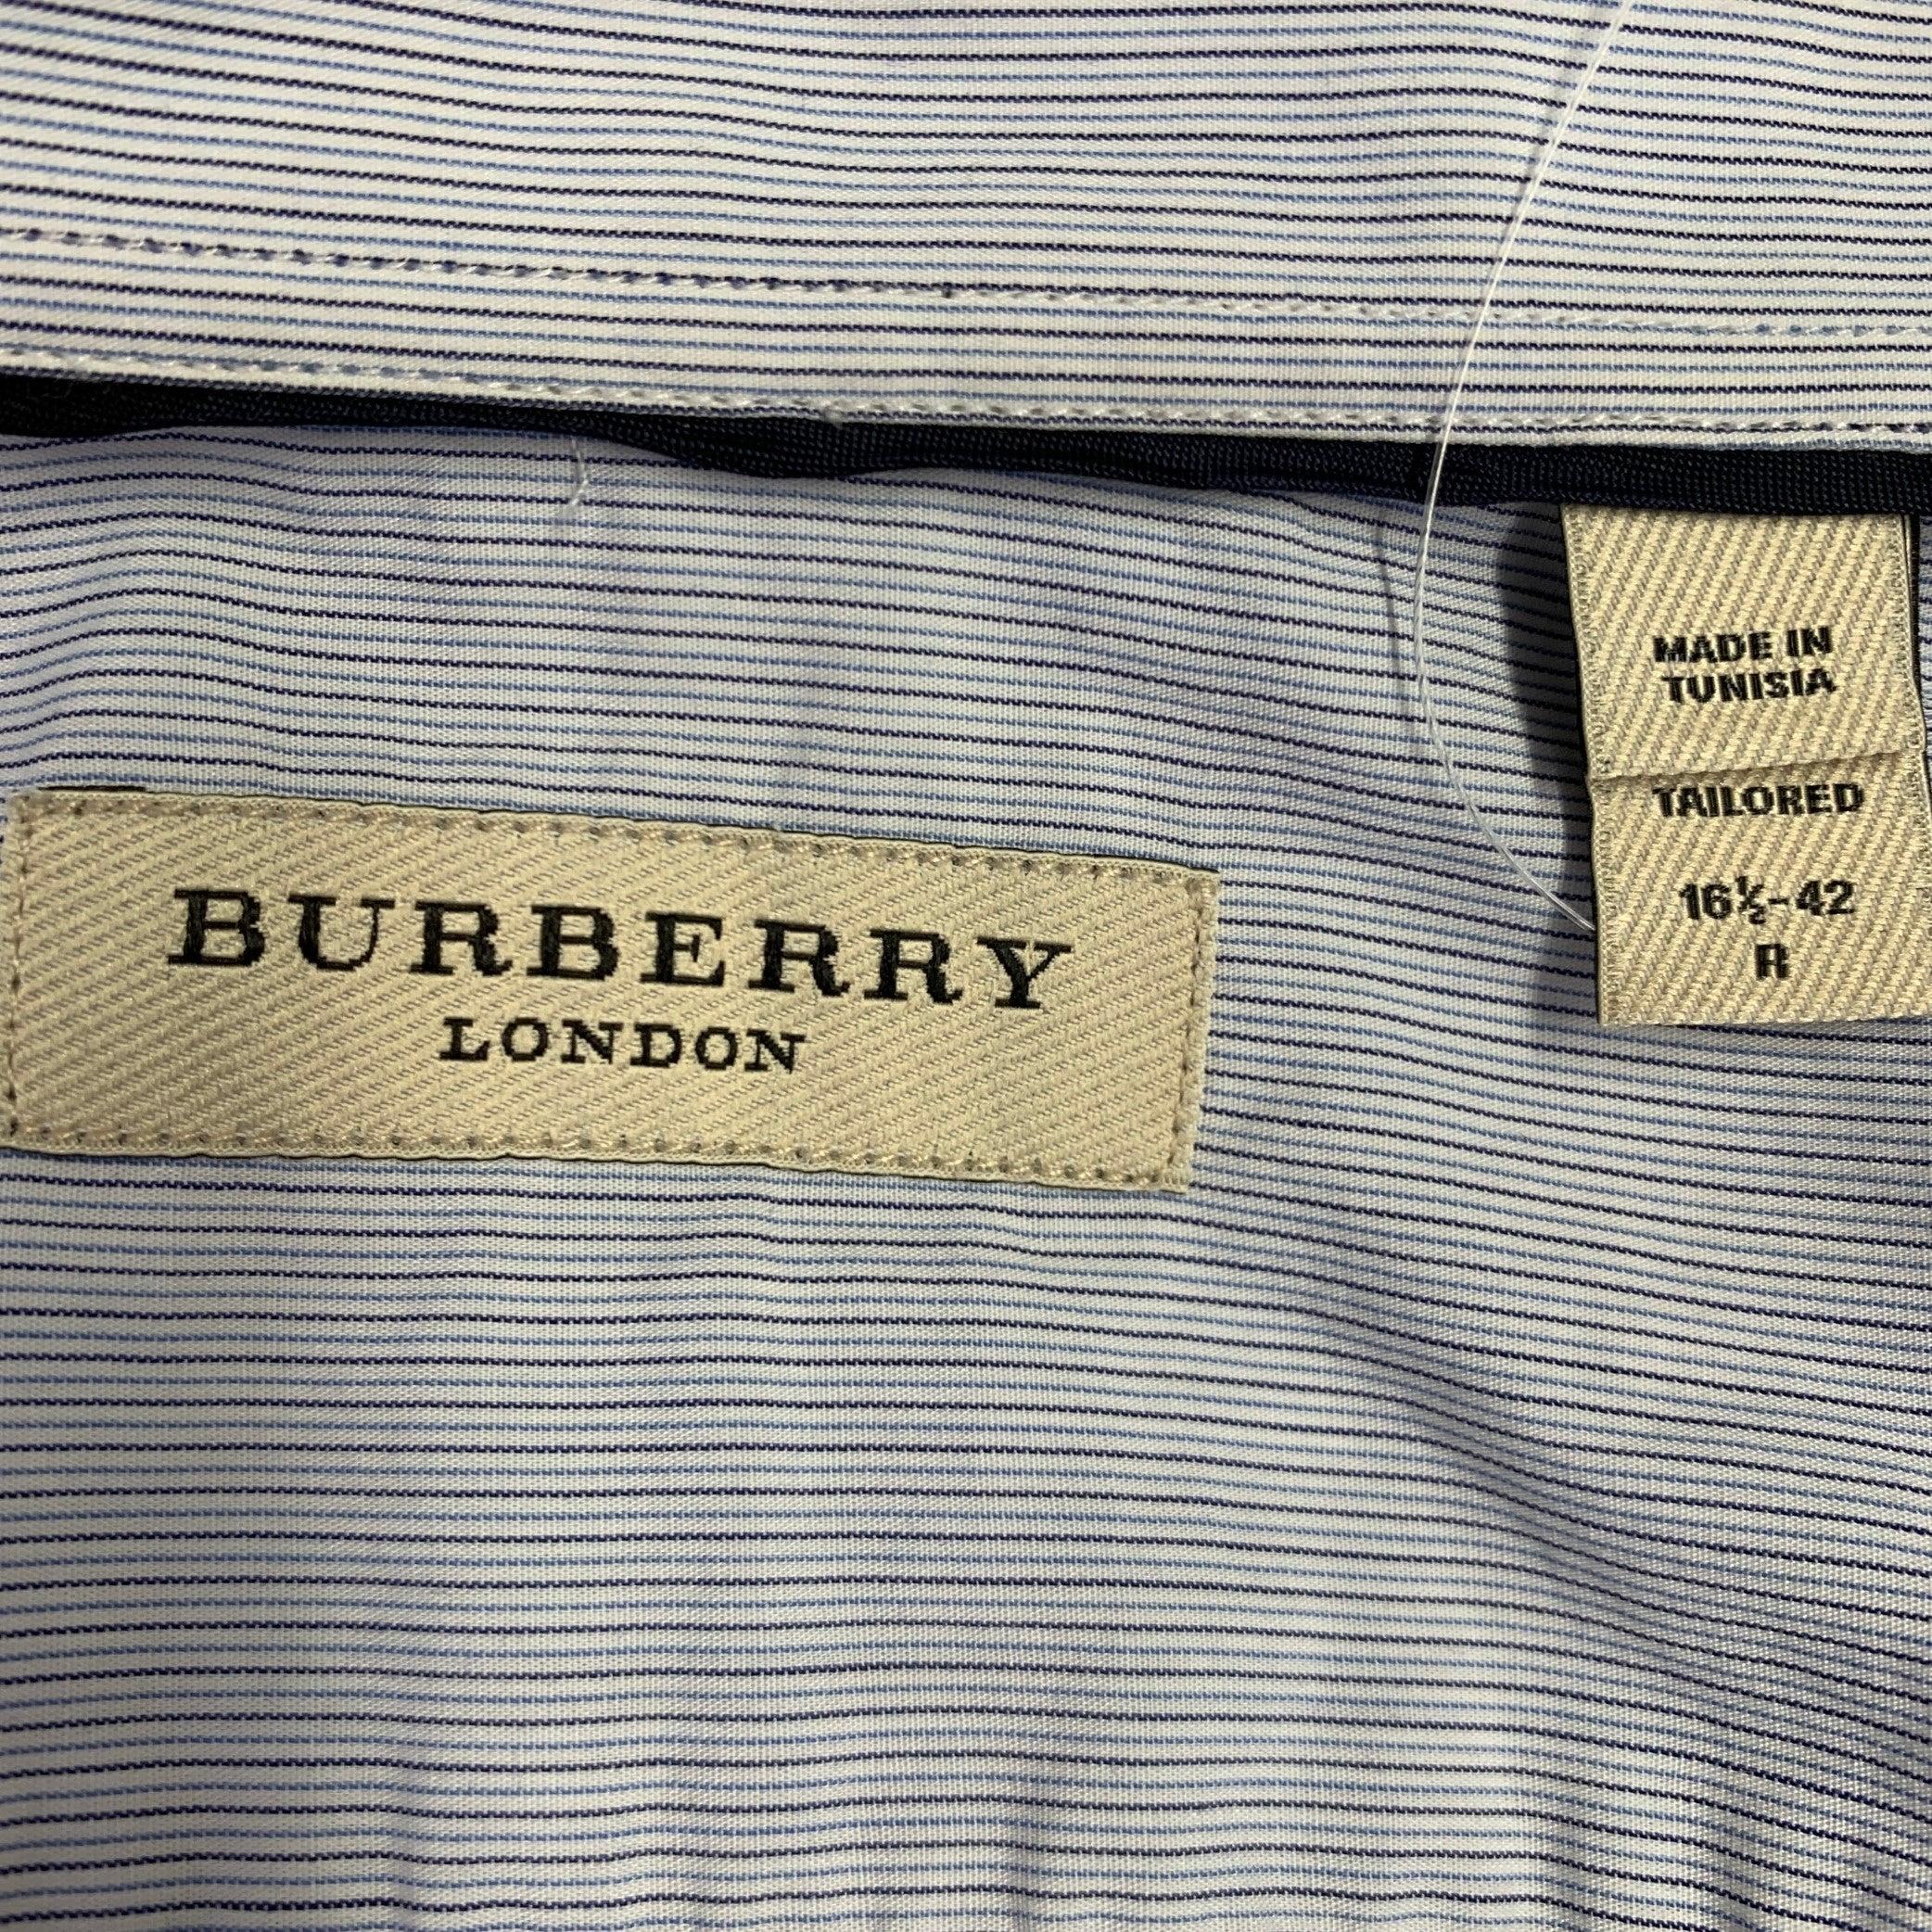 MADE IN
TUNISIA
TAILORED
BURBERRY
LONDON
16½-42
R